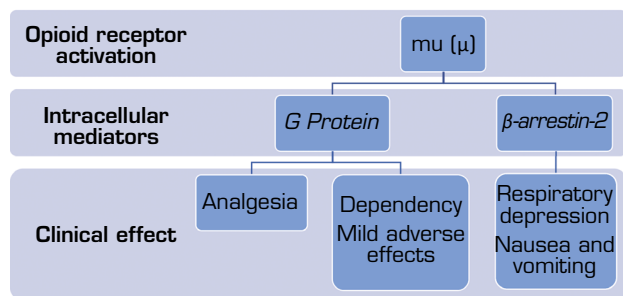 Opioid receptor
activation
mu (μ)
Intracellular
mediators
G Protein
β-arrestin-2
Clinical effect
Analgesia
Dependency
Mild adverse
effects
Respiratory
depression
Nausea and
vomiting